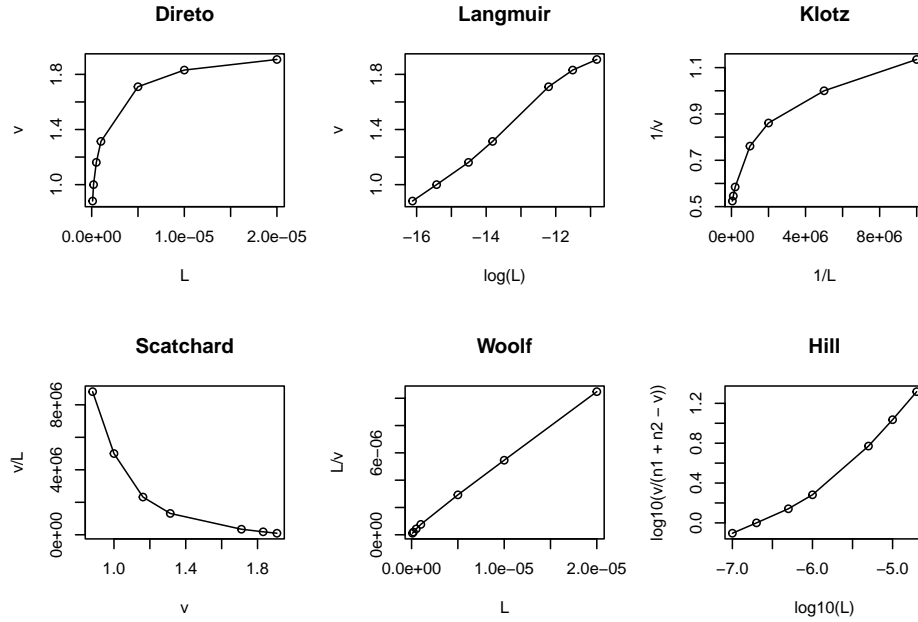 Direto
v
1.0 1.4 1.8
0.0e+00 1.0e−05 2.0e−05
L
Langmuir
v
1.0 1.4 1.8
−16 −14 −12
log(L)
Klotz
1/v
0.5 0.7 0.9 1.1
0e+00 4e+06 8e+06
1/L
Scatchard
v/L
0e+00 4e+06 8e+06
1.0 1.4 1.8
v
Woolf
L/v
0e+00 6e−06
0.0e+00 1.0e−05 2.0e−05
L
Hill
log10(v/(n1 + n2 − v))
0.0 0.4 0.8 1.2
−7.0 −6.0 −5.0
log10(L)